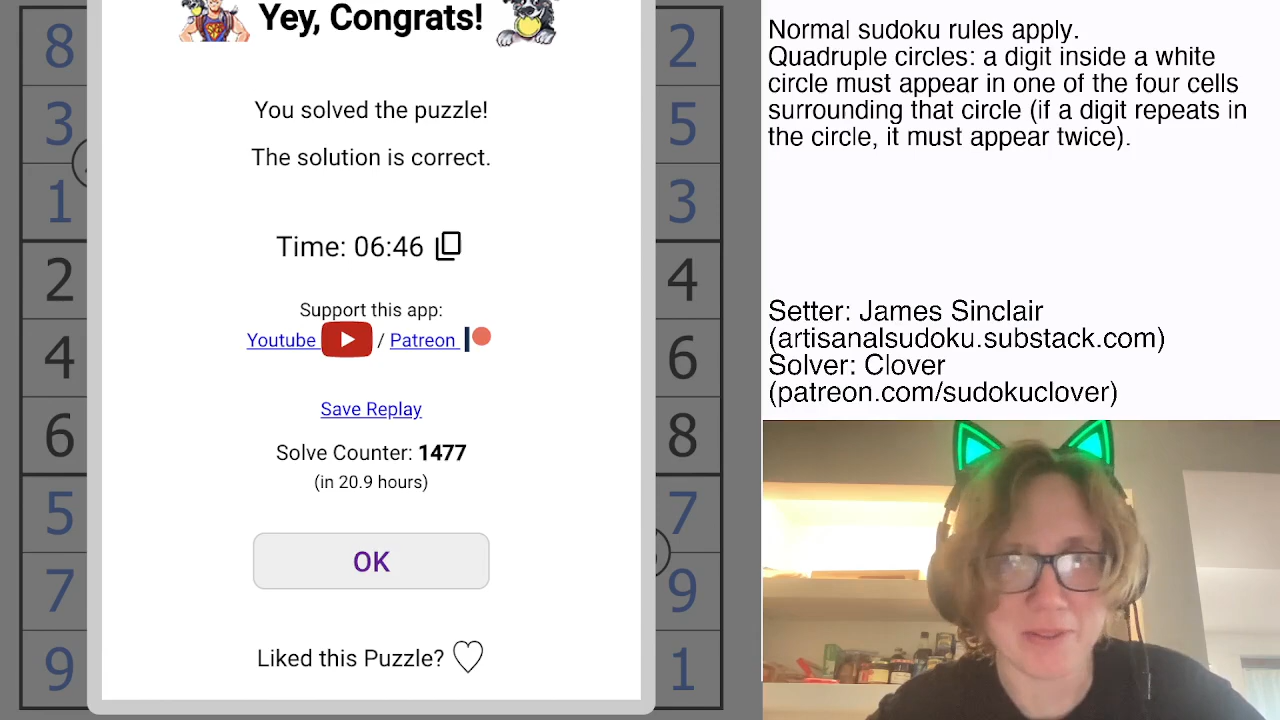 Yey, Congrats!
You solved the puzzle!
The solution is correct.
Time: 06:46
Support this app:
Youtube / Patreon
Save Replay
Solve Counter: 1477
(in 20.9 hours)
OK
Liked this Puzzle?
8
3
1
2
4
6
5
7
9
2
5
3
4
6
8
7
9
1
Normal sudoku rules apply.
Quadruple circles: a digit inside a white
circle must appear in one of the four cells
surrounding that circle (if a digit repeats in
the circle, it must appear twice).
Setter: James Sinclair
(artisanalsudoku.substack.com)
Solver: Clover
(patreon.com/sudokuclover)